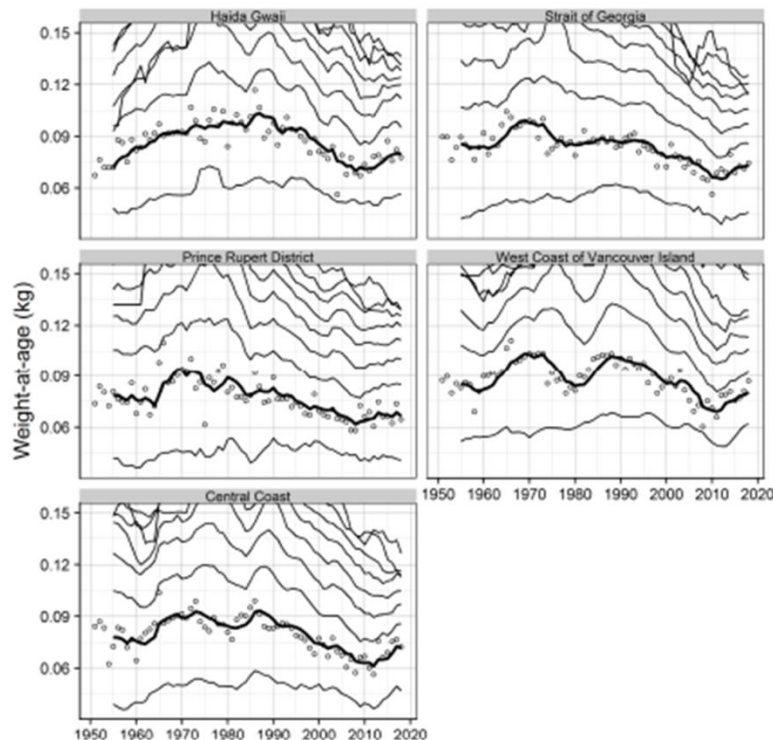 Haida Gwaii
Strait of Georgia
0.15
0.12
0.09
0.06
Prince Rupert District
West Coast of Vancouver Island
0.15
0.12
0.09
0.06
Weight-at-age (kg)
1950 1960 1970 1980 1990 2000 2010 2020
Central Coast
0.15
0.12
0.09
0.06
1950 1960 1970 1980 1990 2000 2010 2020